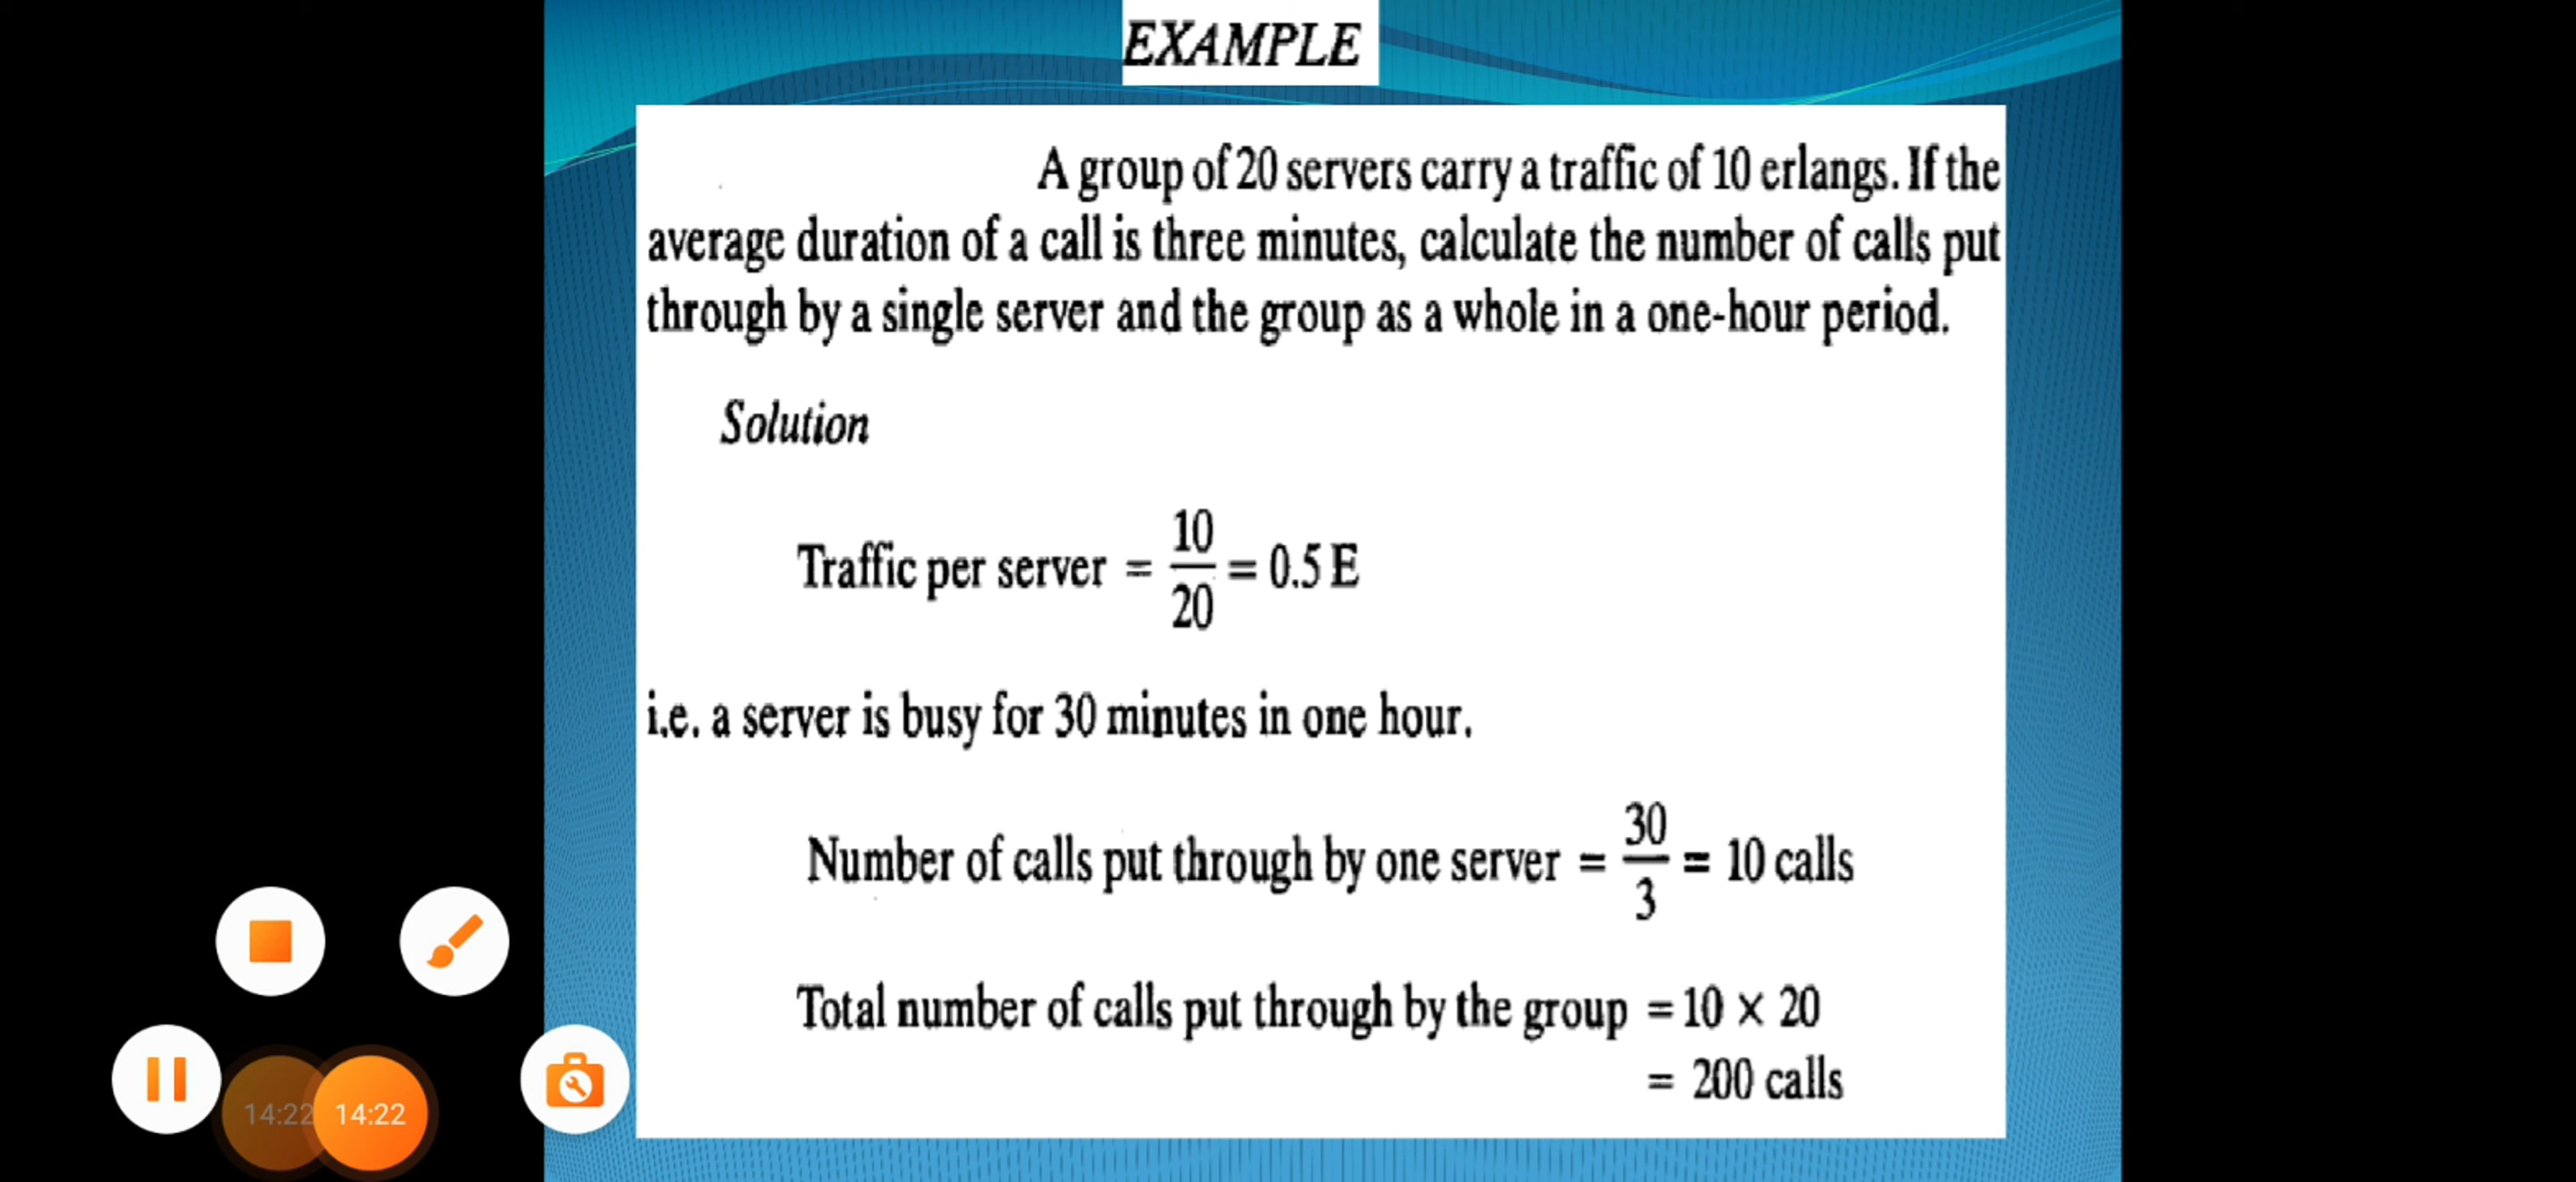 EXAMPLE
A group of 20 servers carry a traffic of 10 erlangs. If the
average duration of a call is three minutes, calculate the number of calls put
through by a single server and the group as a whole in a one-hour period.
Solution
Traffic per server = 10/20 = 0.5 E
i.e. a server is busy for 30 minutes in one hour.
Number of calls put through by one server = 30/3 = 10 calls
Total number of calls put through by the group = 10 × 20
= 200 calls
14:22 14:22